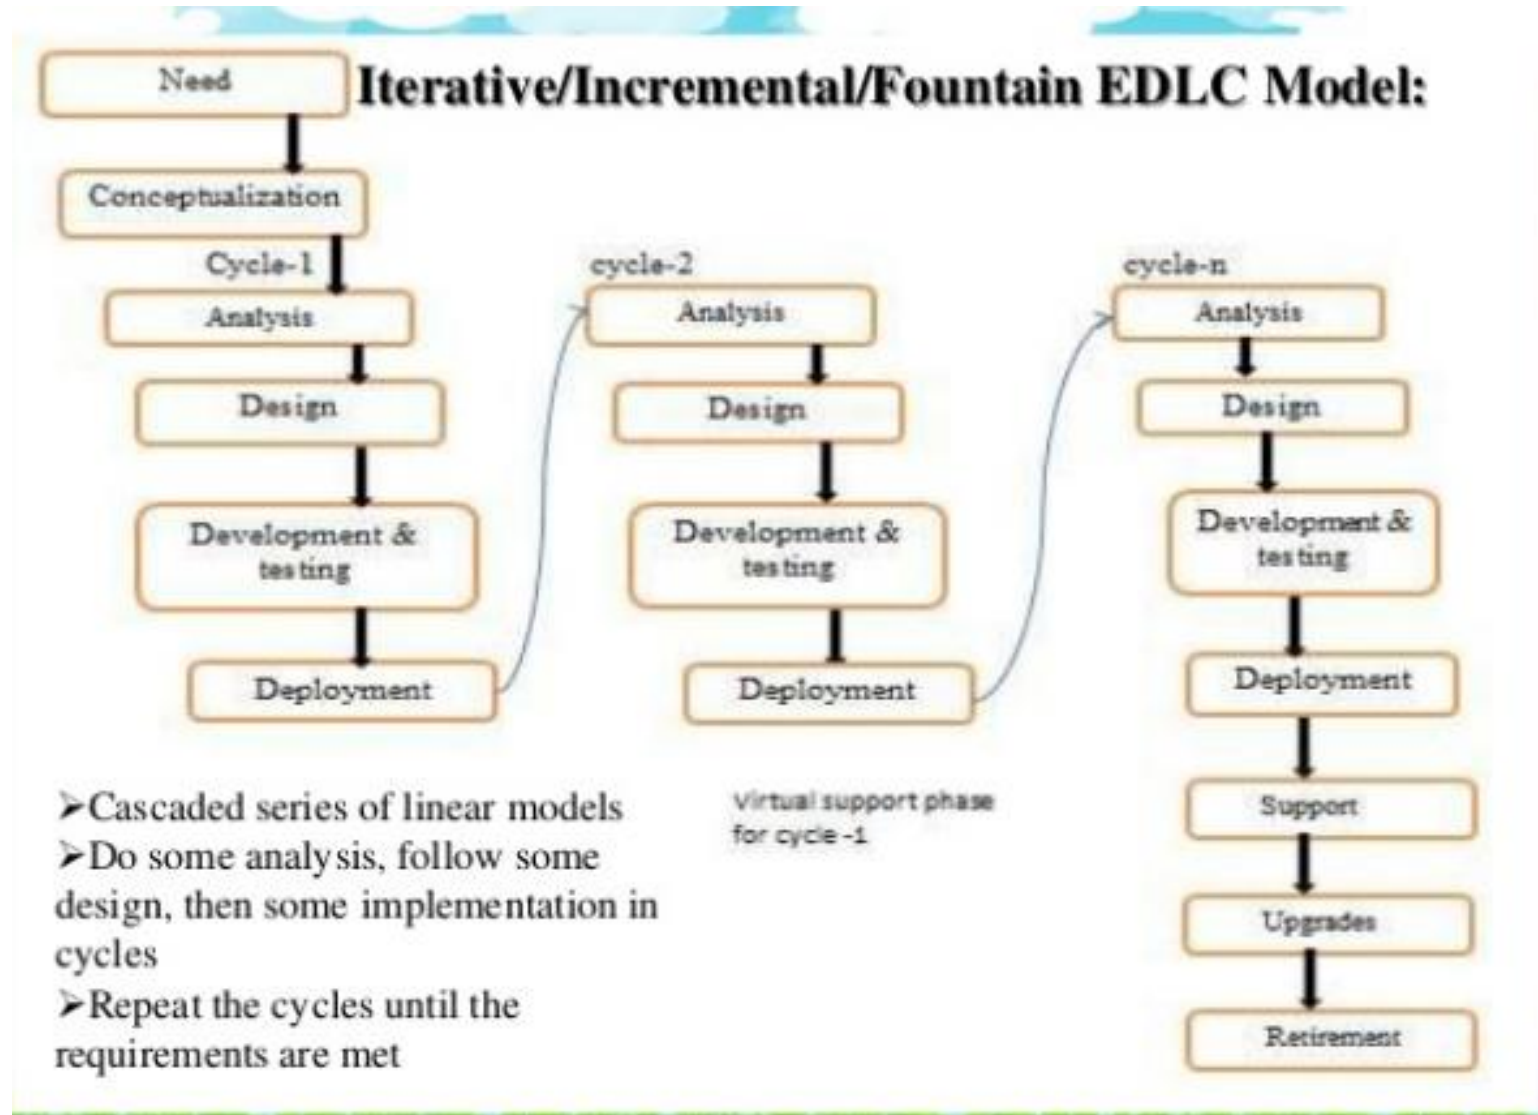 Iterative/Incremental/Fountain EDLC Model:
Need
Conceptualization
Cycle-1
Analysis
Design
Development &
testing
Deployment
cycle-2
Analysis
Design
Development &
testing
Deployment
cycle-n
Analysis
Design
Development &
testing
Deployment
Support
Upgrades
Retirement
Virtual support phase
for cycle -1
➤Cascaded series of linear models
➤Do some analysis, follow some
design, then some implementation in
cycles
➤Repeat the cycles until the
requirements are met